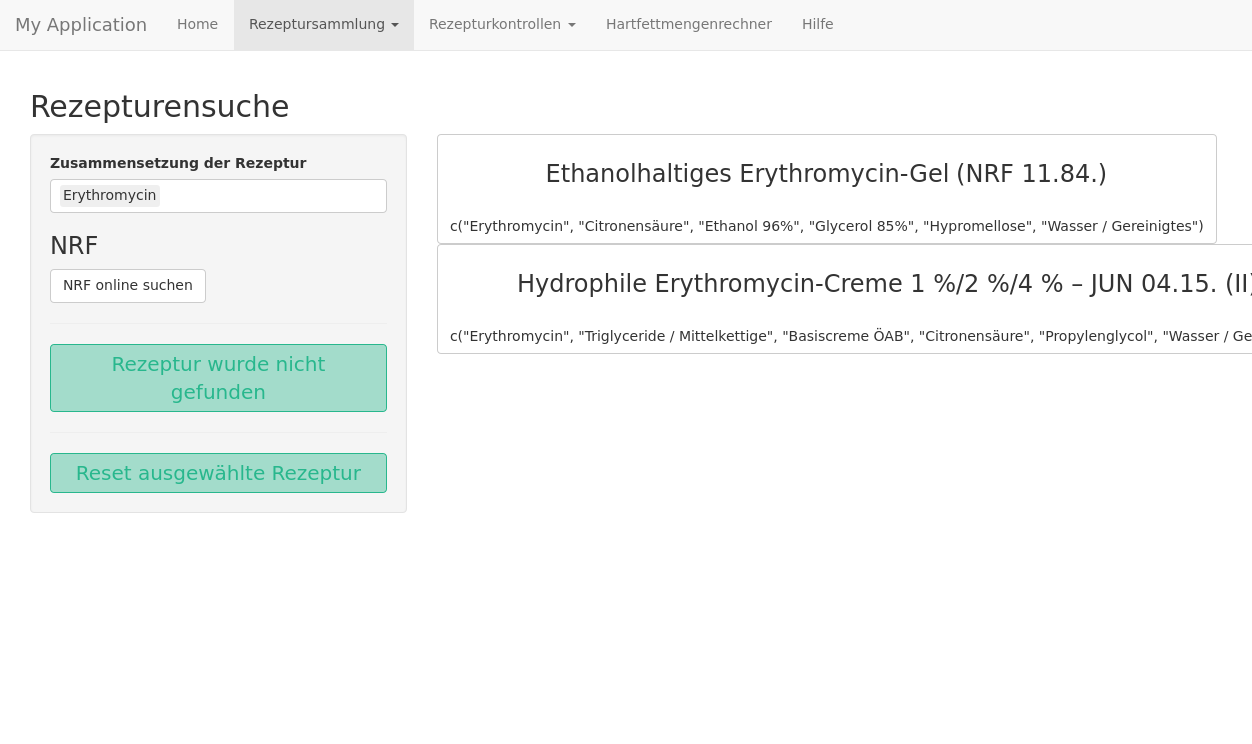 My Application Home Rezeptursammlung Rezepturkontrollen Hartfettmengenrechner Hilfe
Rezepturensuche
Zusammensetzung der Rezeptur
Erythromycin
NRF
NRF online suchen
Rezeptur wurde nicht
gefunden
Reset ausgewählte Rezeptur
Ethanolhaltiges Erythromycin-Gel (NRF 11.84.)
c("Erythromycin", "Citronensäure", "Ethanol 96%", "Glycerol 85%", "Hypromellose", "Wasser / Gereinigtes")
Hydrophile Erythromycin-Creme 1 %/2 %/4 % – JUN 04.15. (II)
c("Erythromycin", "Triglyceride / Mittelkettige", "Basiscreme ÖAB", "Citronensäure", "Propylenglycol", "Wasser / Ge